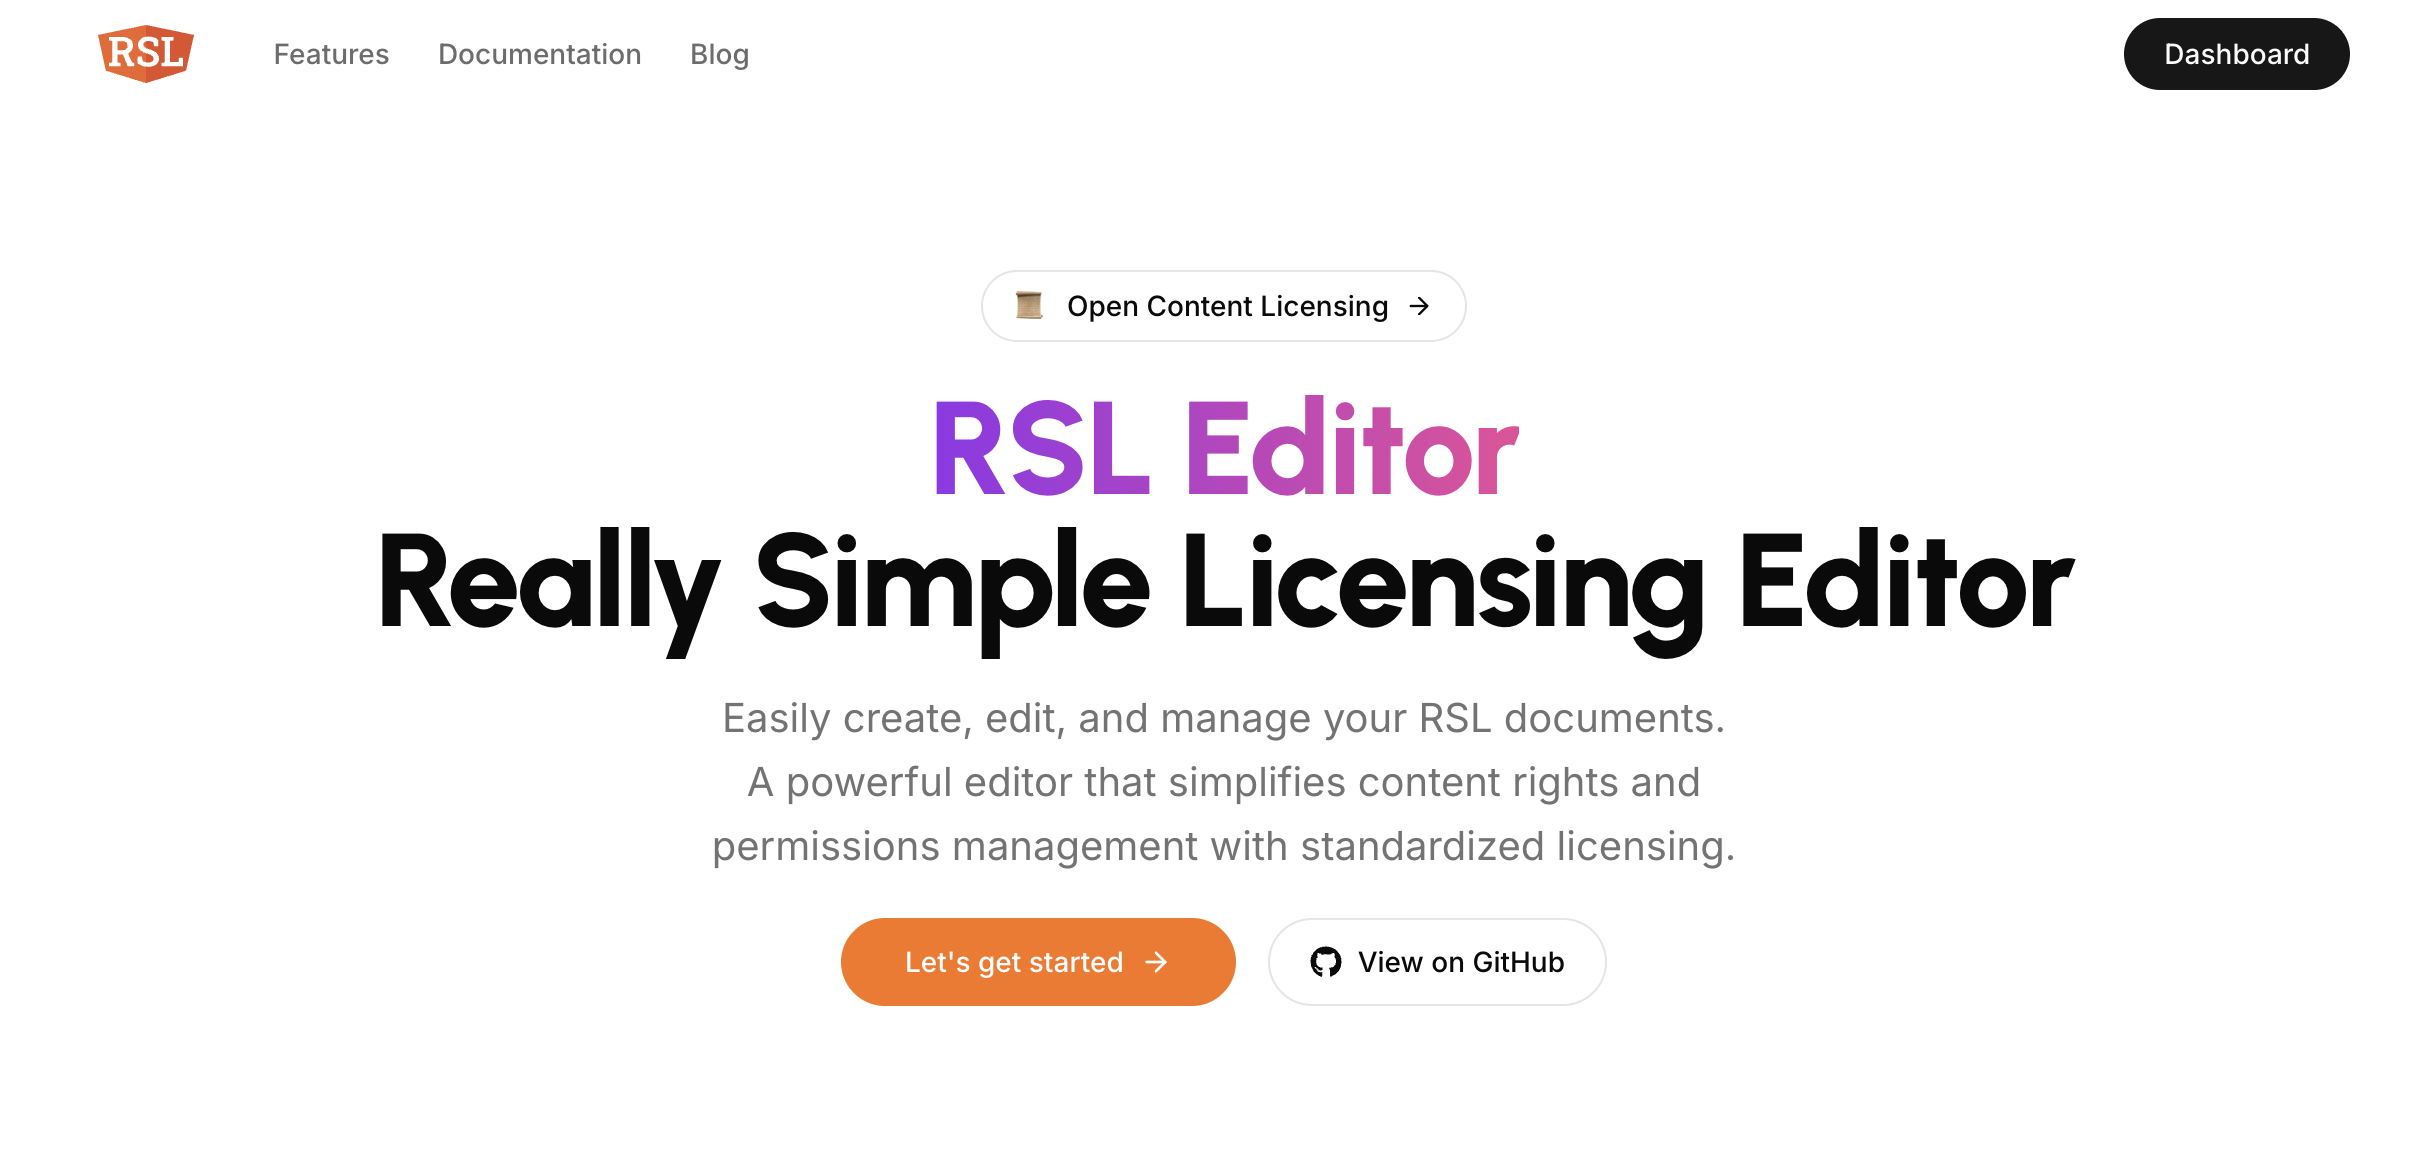 RSL
Features
Documentation
Blog
Dashboard
Open Content Licensing →
RSL Editor
Really Simple Licensing Editor
Easily create, edit, and manage your RSL documents.
A powerful editor that simplifies content rights and
permissions management with standardized licensing.
Let's get started →
View on GitHub